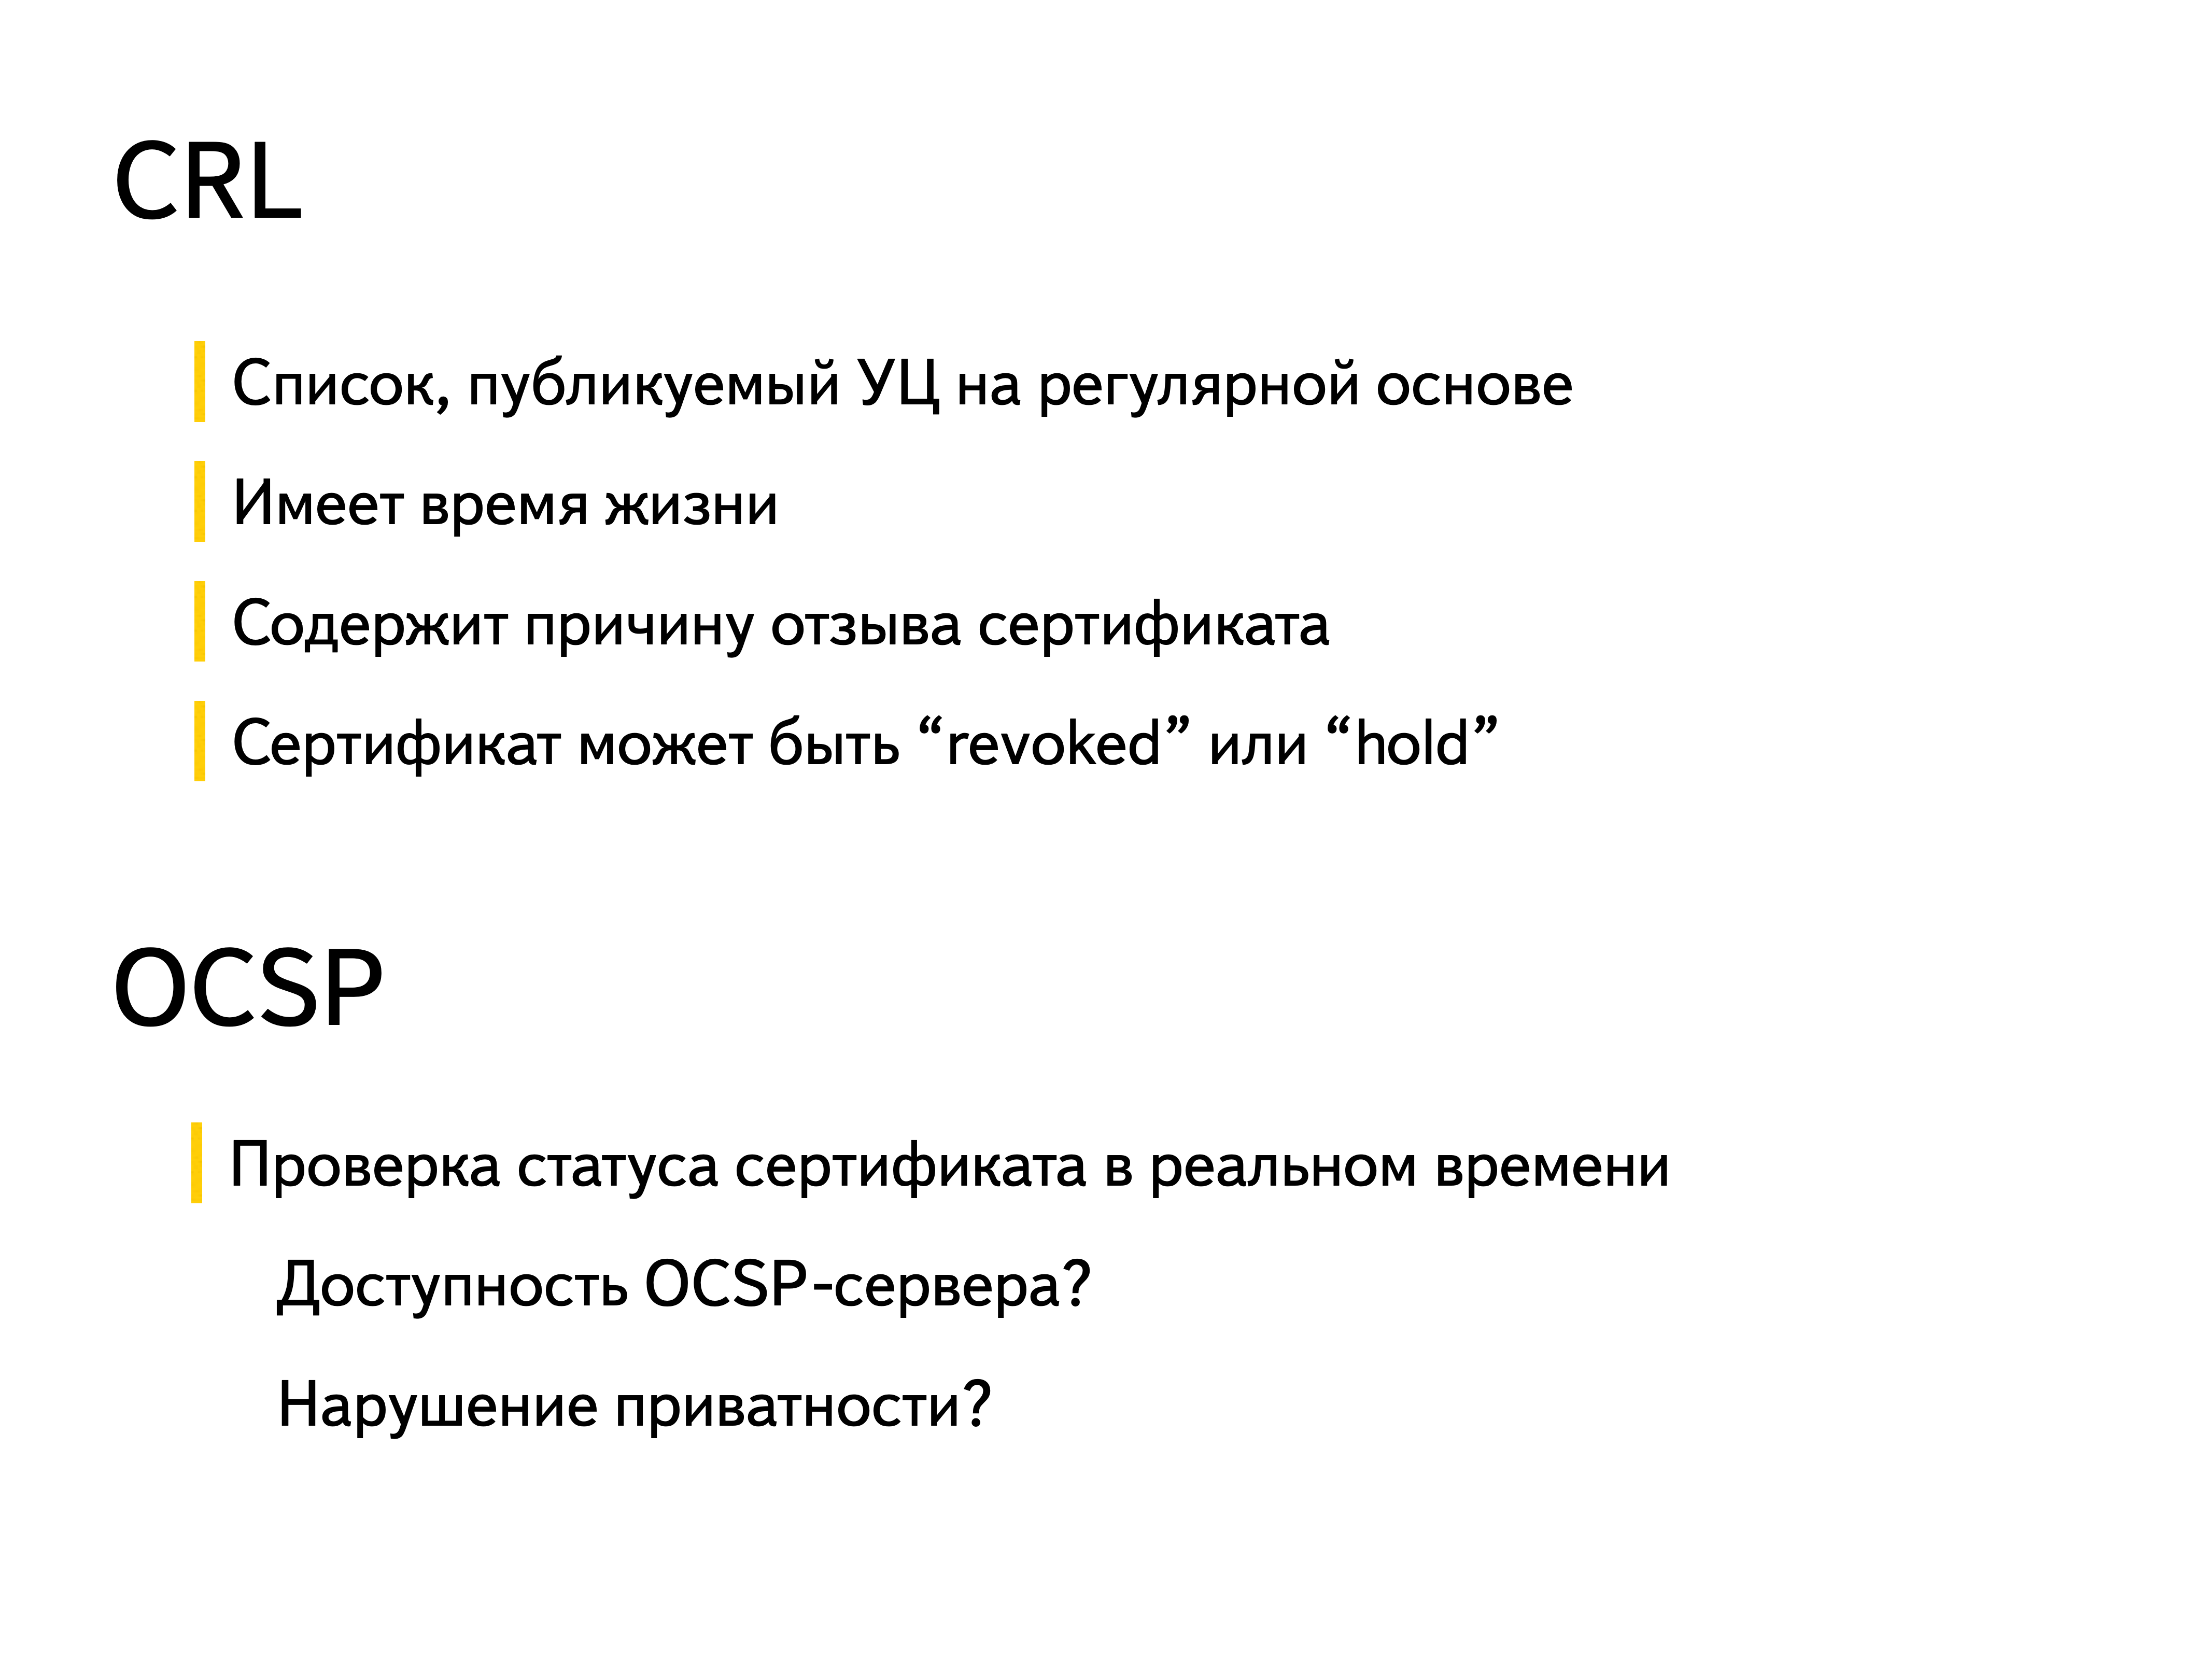 CRL
Список, публикуемый УЦ на регулярной основе
Имеет время жизни
Содержит причину отзыва сертификата
Сертификат может быть “revoked” или “hold”
OCSP
Проверка статуса сертификата в реальном времени
Доступность OCSP-сервера?
Нарушение приватности?